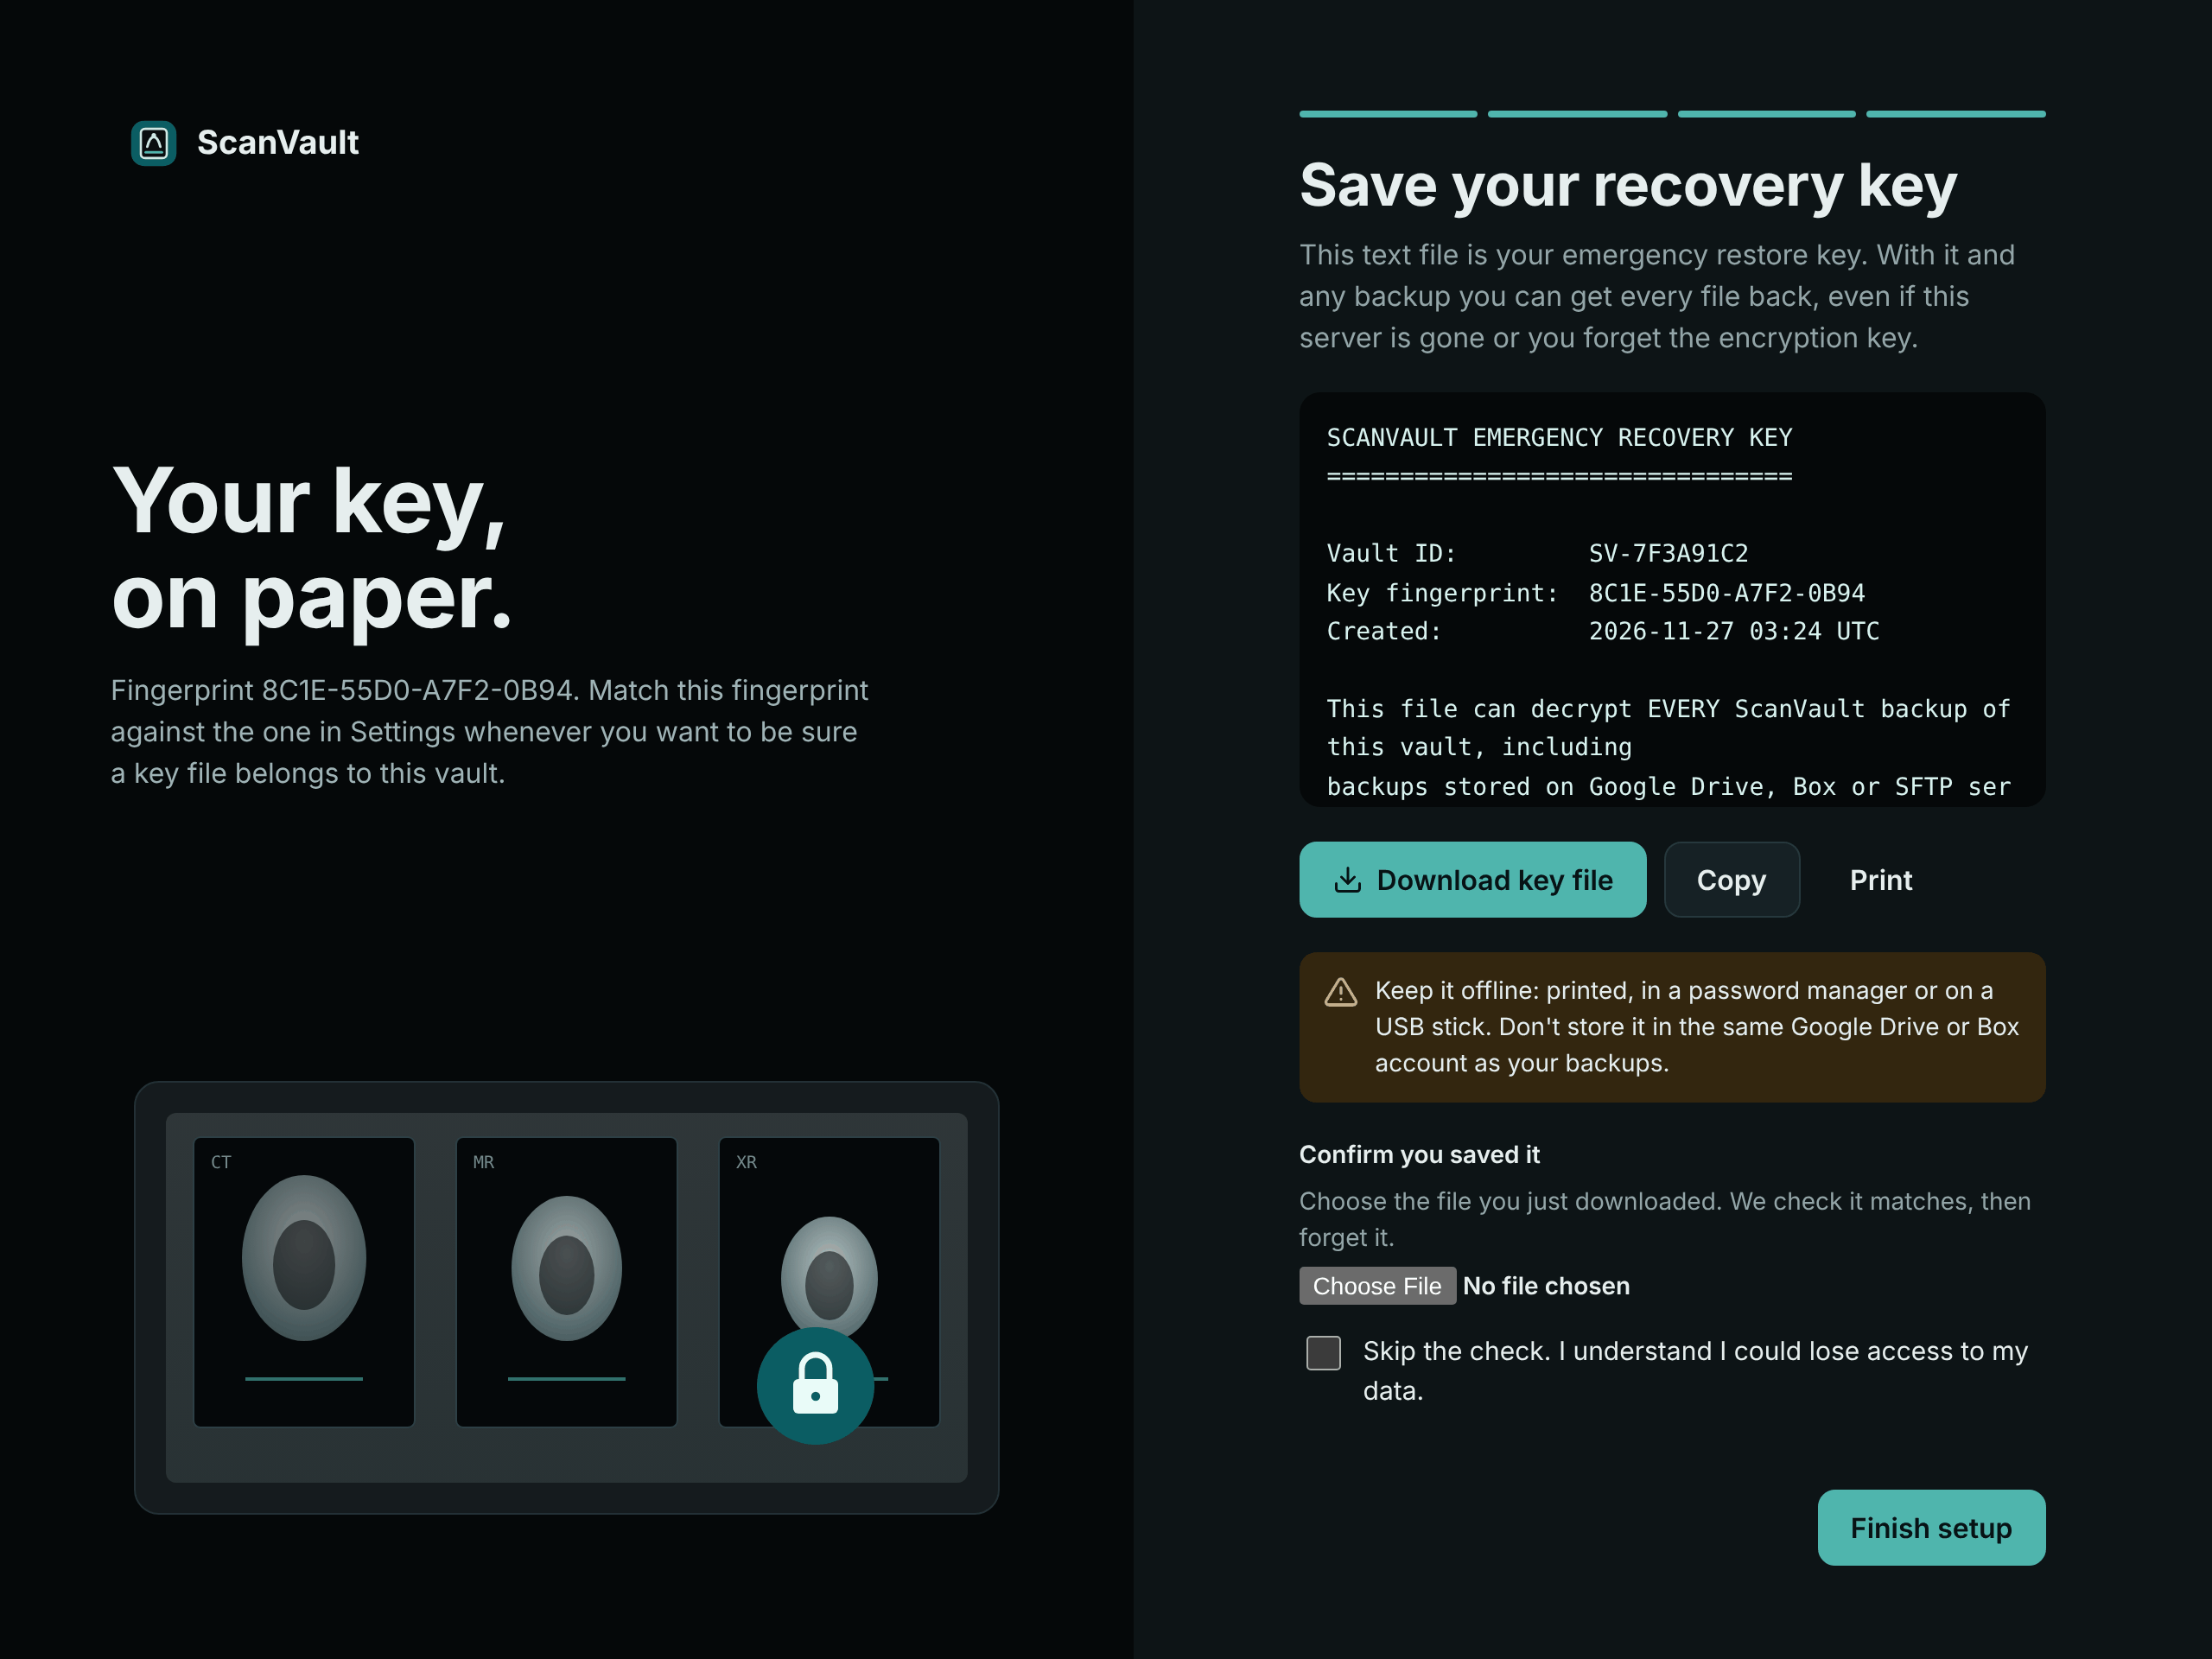 ScanVault
Your key,
on paper.
Fingerprint 8C1E-55D0-A7F2-0B94. Match this fingerprint
against the one in Settings whenever you want to be sure
a key file belongs to this vault.
CT
MR
XR
Save your recovery key
This text file is your emergency restore key. With it and
any backup you can get every file back, even if this
server is gone or you forget the encryption key.
SCANVAULT EMERGENCY RECOVERY KEY
================================
Vault ID: SV-7F3A91C2
Key fingerprint: 8C1E-55D0-A7F2-0B94
Created: 2026-11-27 03:24 UTC
This file can decrypt EVERY ScanVault backup of
this vault, including
backups stored on Google Drive, Box or SFTP ser
Download key file
Copy
Print
Keep it offline: printed, in a password manager or on a
USB stick. Don't store it in the same Google Drive or Box
account as your backups.
Confirm you saved it
Choose the file you just downloaded. We check it matches, then
forget it.
Choose File No file chosen
Skip the check. I understand I could lose access to my
data.
Finish setup